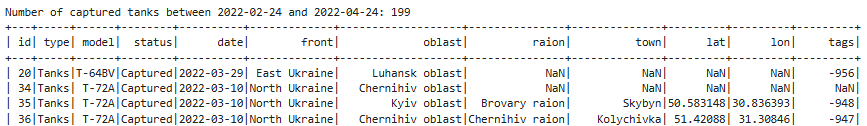 Number of captured tanks between 2022-02-24 and 2022-04-24: 199
+---+-----+------+--------+----------+-------------+----------------+----------------+----------+---------+---------+----+
| id| type| model| status| date| front| oblast| raion| town| lat| lon| tags|
+---+-----+------+--------+----------+-------------+----------------+----------------+----------+---------+---------+----+
| 20|Tanks|T-64BV|Captured|2022-03-29| East Ukraine| Luhansk oblast| NaN| NaN| NaN| NaN| -956|
| 34|Tanks| T-72A|Captured|2022-03-10|North Ukraine| Chernihiv oblast| NaN| NaN| NaN| NaN| NaN|
| 35|Tanks| T-72A|Captured|2022-03-10|North Ukraine| Kyiv oblast| Brovary raion| Skybyn|50.583148|30.836393| -948|
| 36|Tanks| T-72A|Captured|2022-03-10|North Ukraine| Chernihiv oblast|Chernihiv raion| Kolychivka| 51.42088| 31.30846| -947|